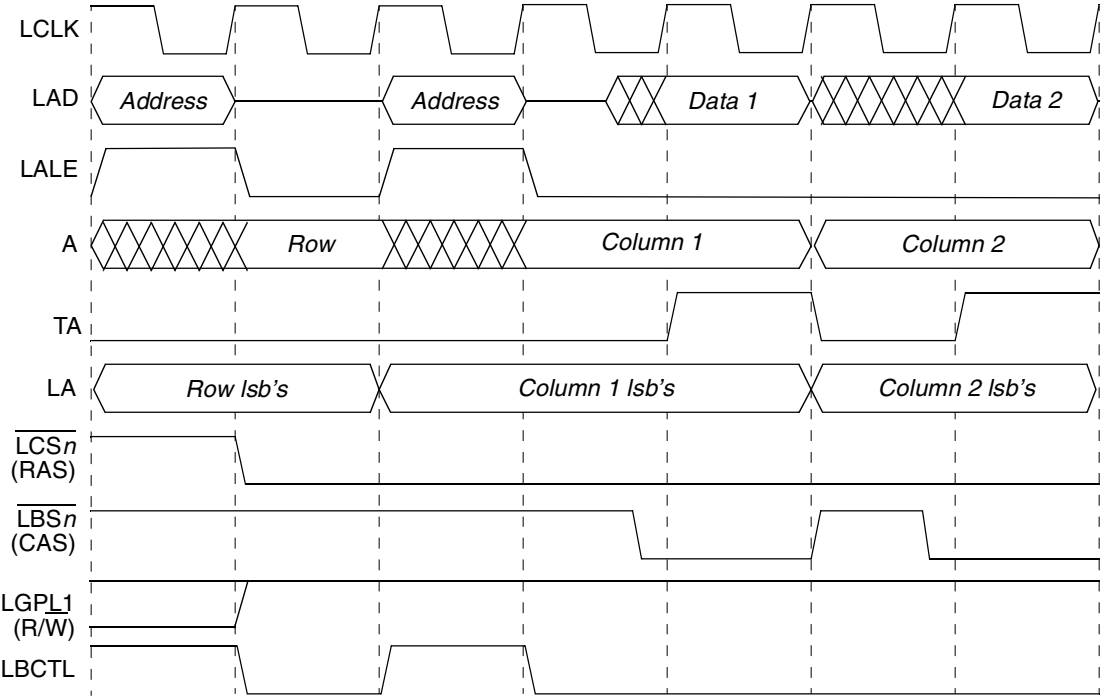 LCLK
LAD Address Address Data 1 Data 2
LALE
A Row Column 1 Column 2
TA
LA Row lsb's Column 1 lsb's Column 2 lsb's
LCSn
(RAS)
LBSn
(CAS)
LGPL1
(R/W)
LBCTL